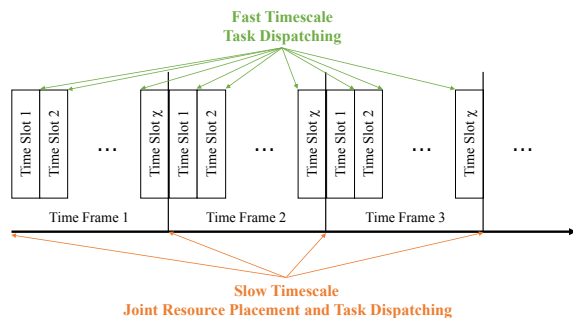 Fast Timescale
Task Dispatching
Time Slot 1
Time Slot 2
...
Time Slot χ
Time Slot 1
Time Slot 2
...
Time Slot χ
Time Slot 1
Time Slot 2
...
Time Slot χ
...
Time Frame 1
Time Frame 2
Time Frame 3
Slow Timescale
Joint Resource Placement and Task Dispatching